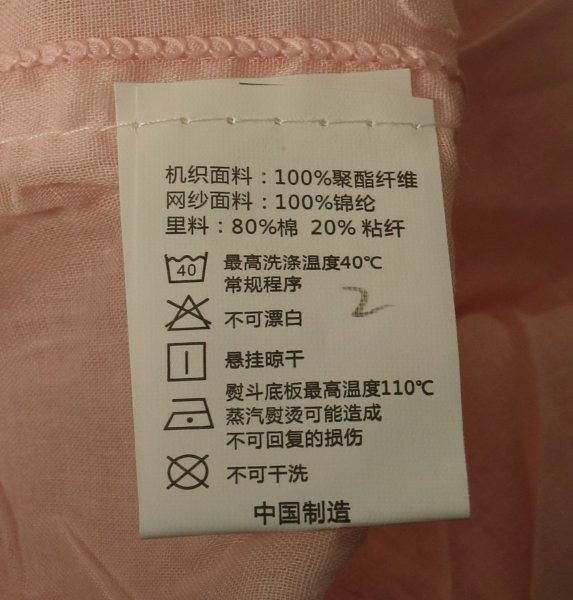 机织面料：100%聚酯纤维
网纱面料：100%锦纶
里料：80%棉 20%粘纤
40 最高洗涤温度40℃
常规程序
2
不可漂白
悬挂晾干
熨斗底板最高温度110℃
蒸汽熨烫可能造成
不可回复的损伤
不可干洗
中国制造